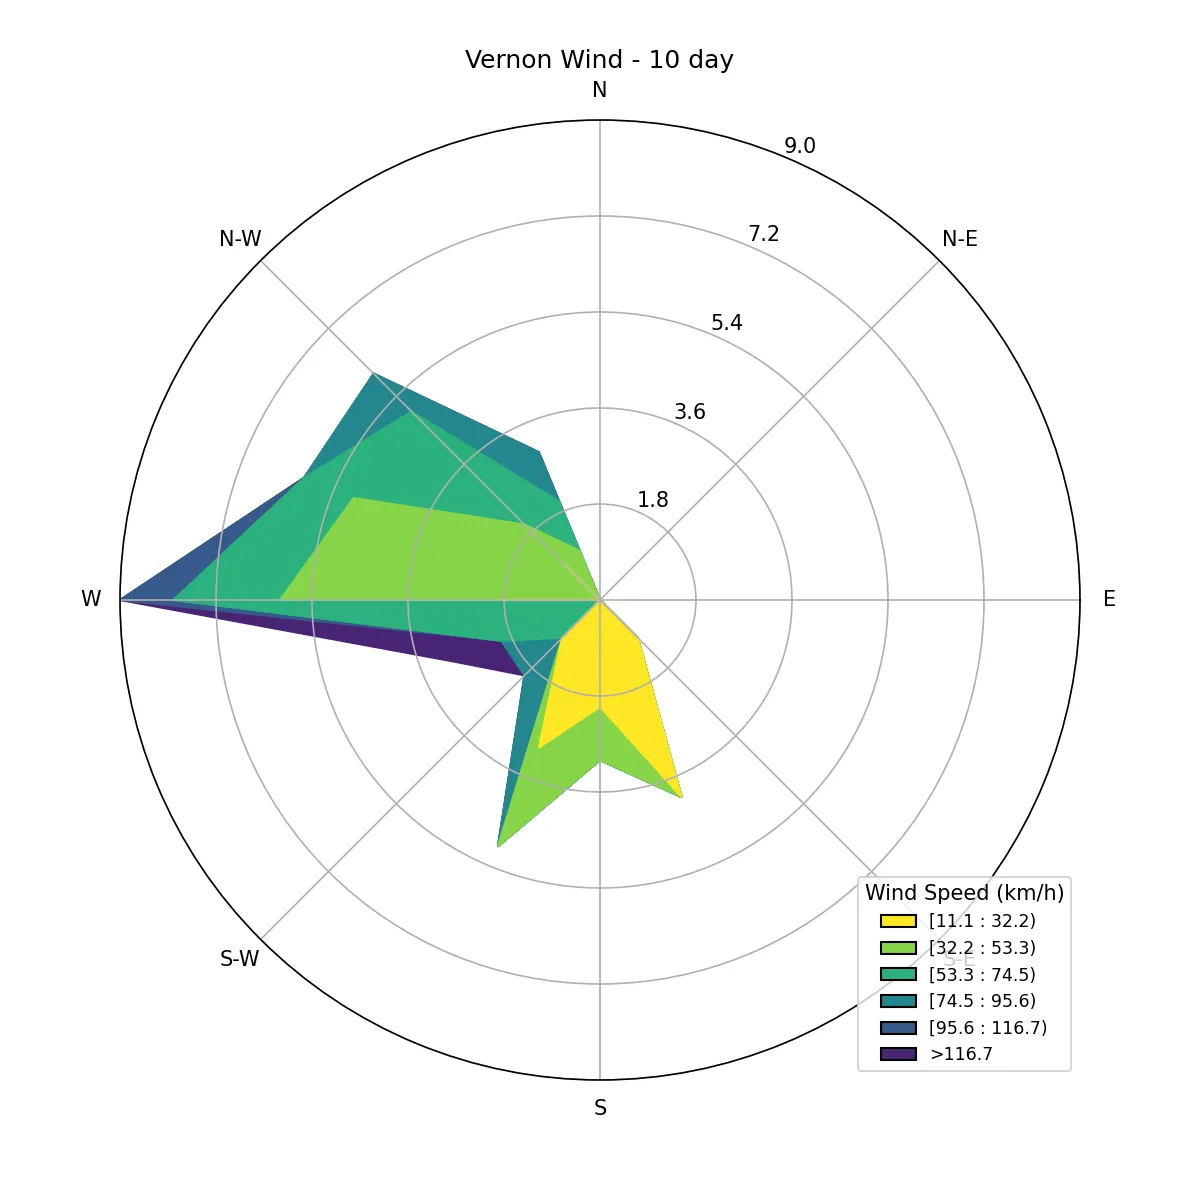 Vernon Wind - 10 day
N
9.0
N-W
7.2
N-E
5.4
3.6
1.8
W
E
S-W
S-E
S
Wind Speed (km/h)
[11.1 : 32.2)
[32.2 : 53.3)
[53.3 : 74.5)
[74.5 : 95.6)
[95.6 : 116.7)
>116.7